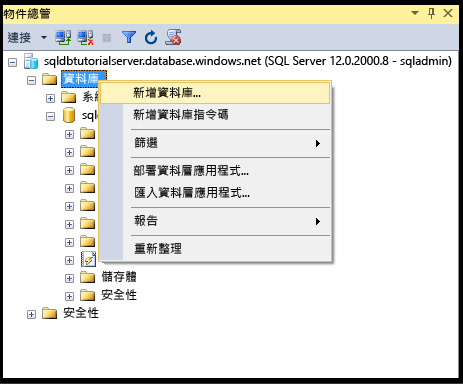 物件總管
連接
sqldbtutorialserver.database.windows.net (SQL Server 12.0.2000.8 - sqladmin)
資料庫
新增資料庫...
新增資料庫指令碼
篩選
部署資料層應用程式...
匯入資料層應用程式...
報告
重新整理
儲存體
安全性
安全性